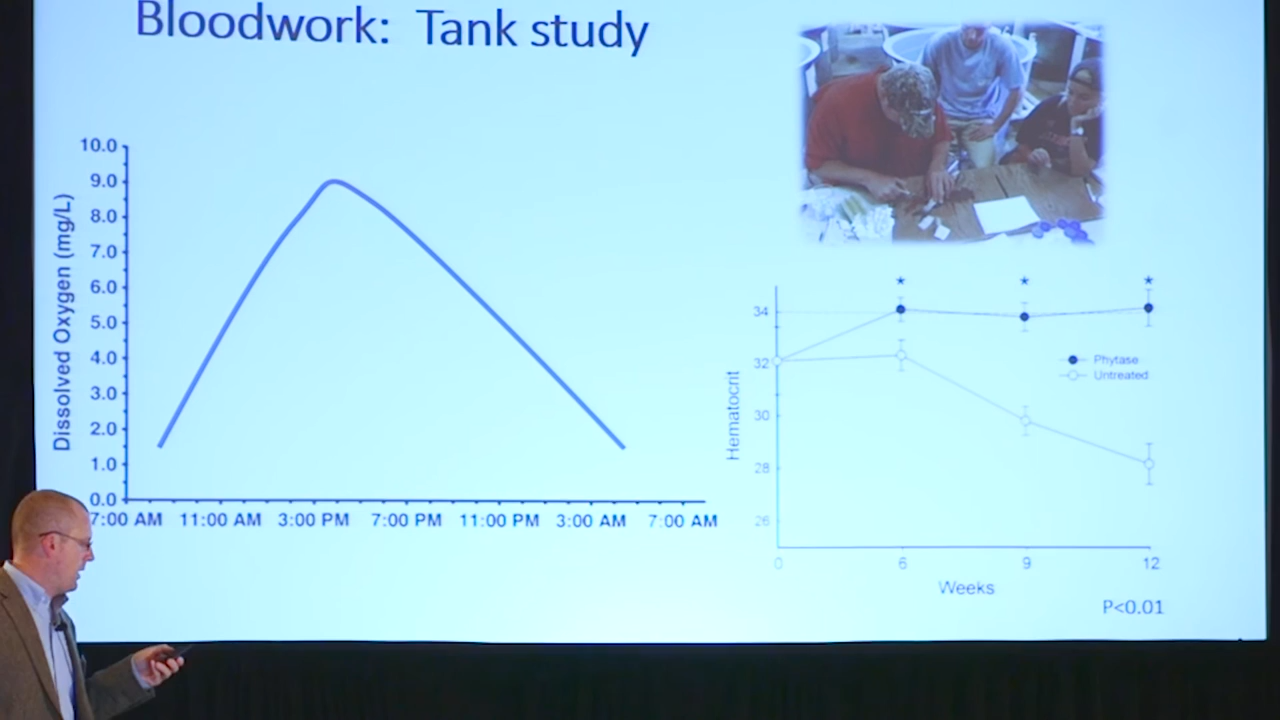 Bloodwork: Tank study
10.0
9.0
8.0
7.0
6.0
5.0
4.0
3.0
2.0
1.0
0.0
Dissolved Oxygen (mg/L)
7:00 AM 11:00 AM 3:00 PM 7:00 PM 11:00 PM 3:00 AM 7:00 AM
* * *
34
32
30
28
26
Hematocrit
Phytase
Untreated
0 6 9 12
Weeks
P<0.01